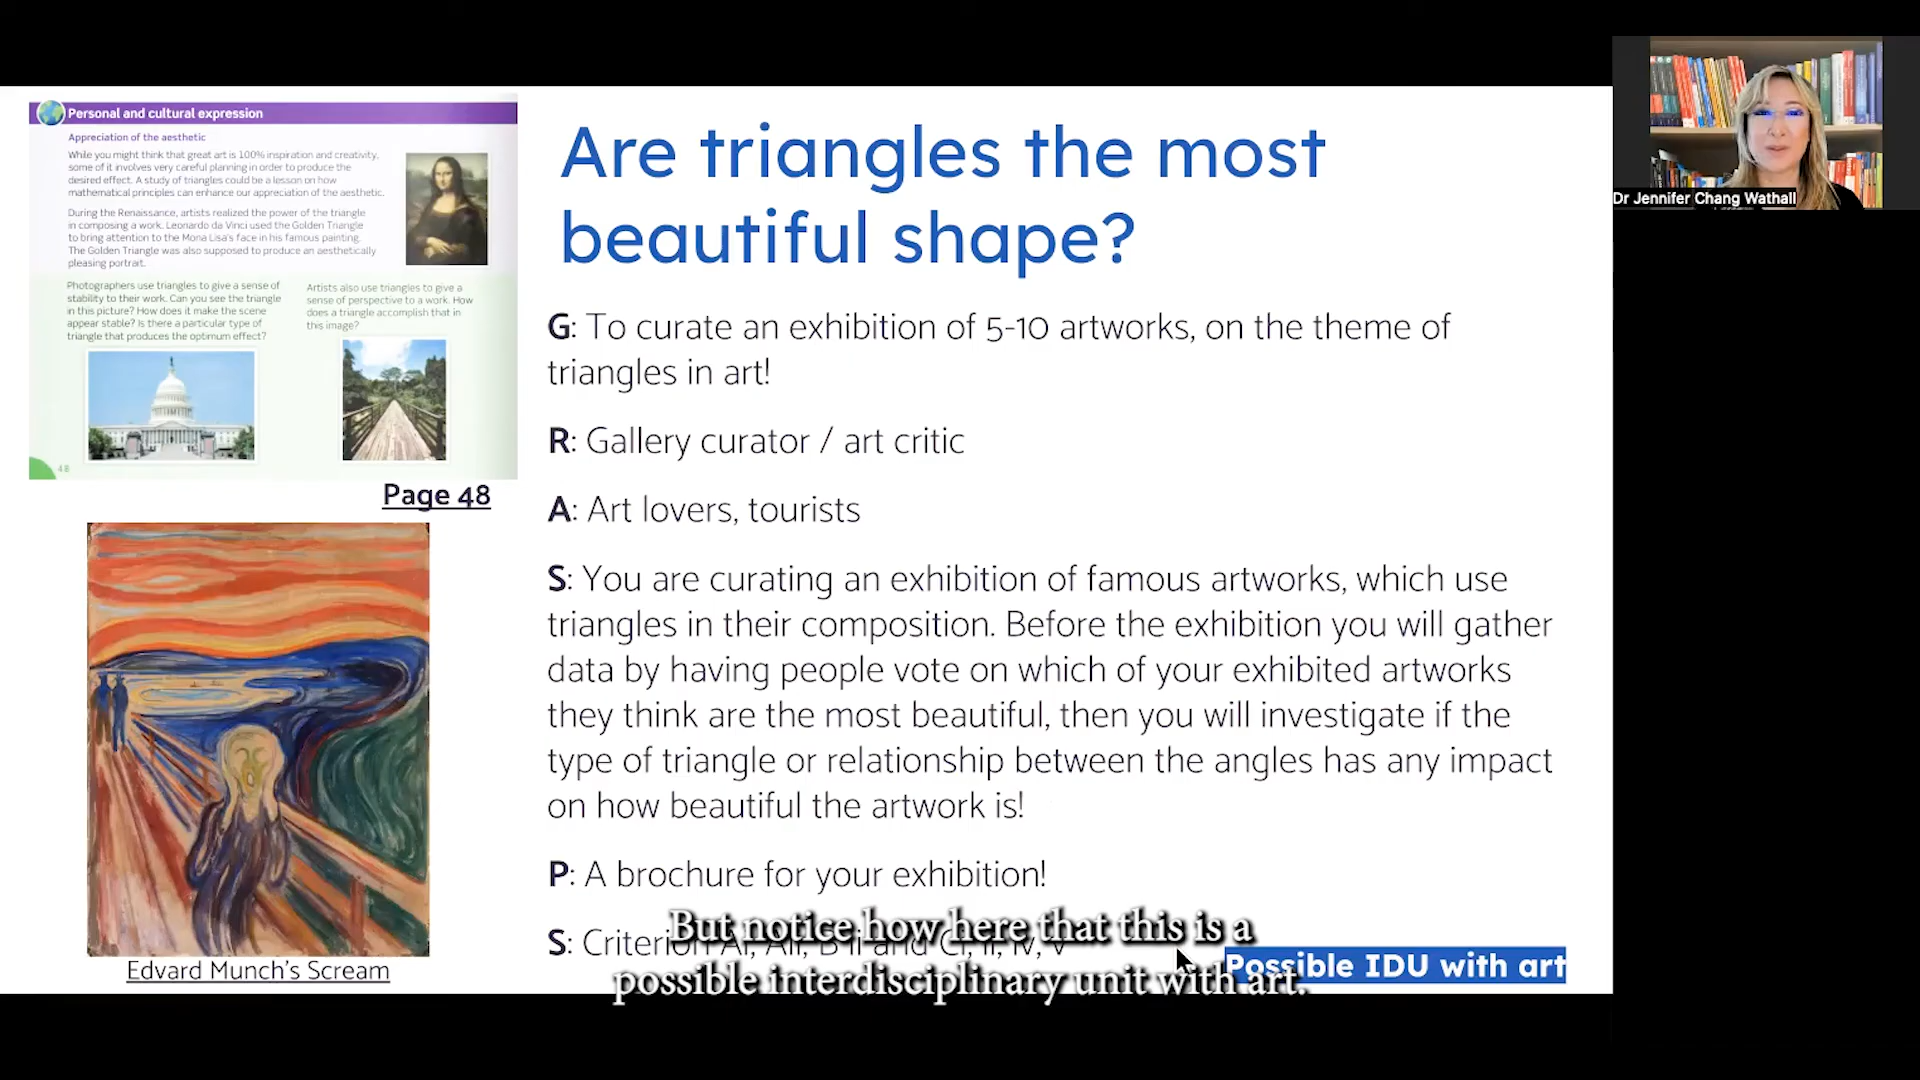 Personal and cultural expression
Appreciation of the aesthetic
While you might think that great art is 100% inspiration and creativity,
some of it involves very careful planning in order to produce the
desired effect. A study of triangles could be a lesson on how
mathematical principles can enhance our appreciation of the aesthetic.
During the Renaissance, artists realized the power of the triangle
in composing a work. Leonardo da Vinci used the Golden Triangle
to bring attention to the Mona Lisa's face in his famous painting.
The Golden Triangle was also supposed to produce an aesthetically
pleasing portrait.
Photographers use triangles to give a sense of
stability to their work. Can you see the triangle
in this picture? How does it make the scene
appear stable? Is there a particular type of
triangle that produces the optimum effect?
Artists also use triangles to give a
sense of perspective to a work. How
does a triangle accomplish that in
this image?
48
Page 48
Edvard Munch's Scream
Are triangles the most
beautiful shape?
G: To curate an exhibition of 5-10 artworks, on the theme of
triangles in art!
R: Gallery curator / art critic
A: Art lovers, tourists
S: You are curating an exhibition of famous artworks, which use
triangles in their composition. Before the exhibition you will gather
data by having people vote on which of your exhibited artworks
they think are the most beautiful, then you will investigate if the
type of triangle or relationship between the angles has any impact
on how beautiful the artwork is!
P: A brochure for your exhibition!
S: Criterion Ai, Aii, B ii and Ci, ii, iv, v
Possible IDU with art
But notice how here that this is a
possible interdisciplinary unit with art.
Dr Jennifer Chang Wathall